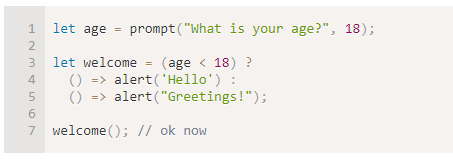 1 let age = prompt("What is your age?", 18);
2
3 let welcome = (age < 18) ?
4   () => alert('Hello') :
5   () => alert("Greetings!");
6
7 welcome(); // ok now